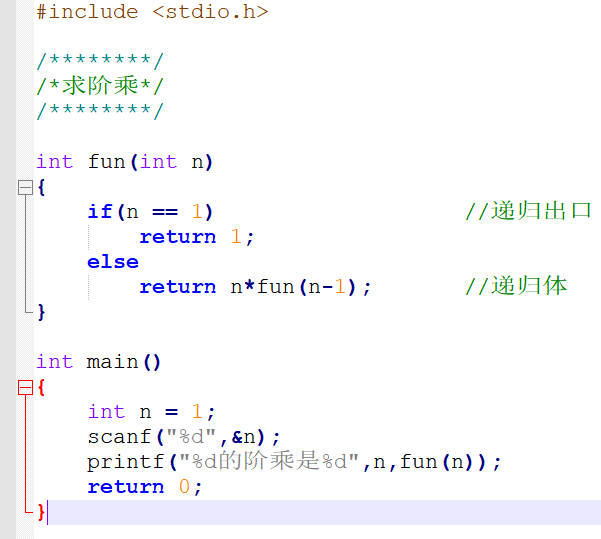 #include <stdio.h>
/********/
/*求阶乘*/
/********/
int fun(int n)
{
if(n == 1) //递归出口
return 1;
else
return n*fun(n-1); //递归体
}
int main()
{
int n = 1;
scanf("%d",&n);
printf("%d的阶乘是%d",n,fun(n));
return 0;
}